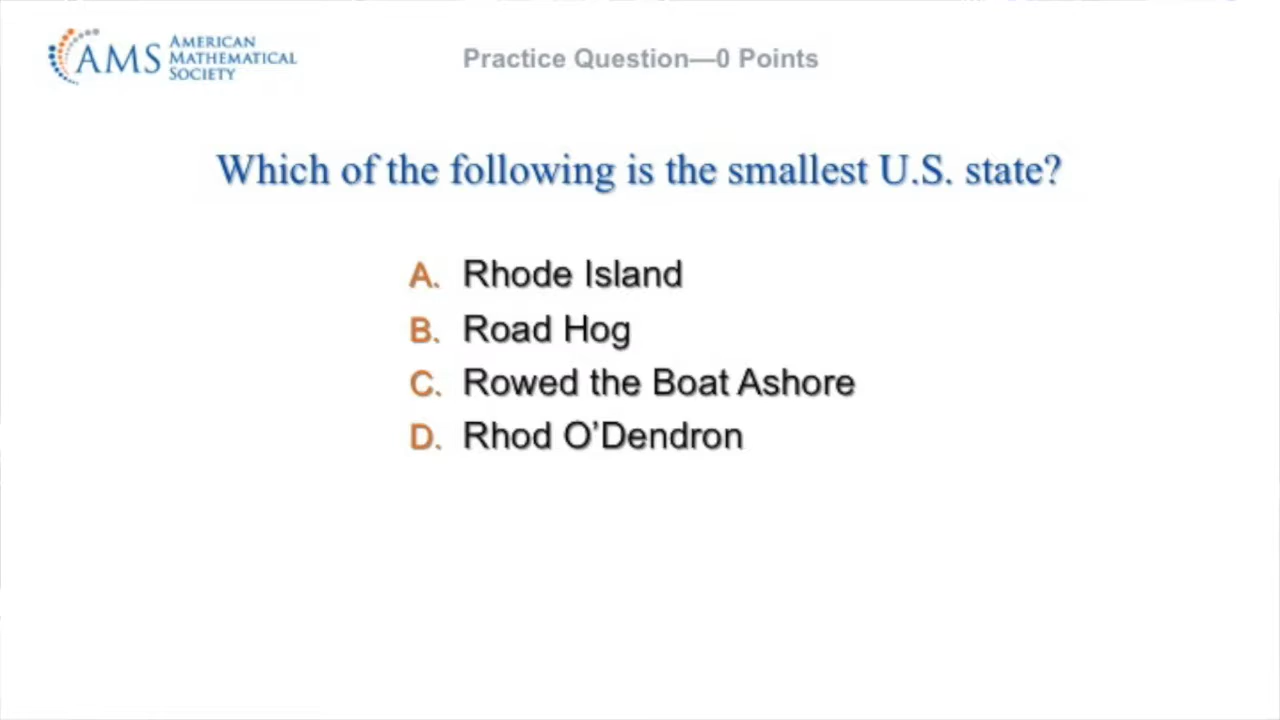 AMS AMERICAN
MATHEMATICAL
SOCIETY
Practice Question—0 Points
Which of the following is the smallest U.S. state?
A. Rhode Island
B. Road Hog
C. Rowed the Boat Ashore
D. Rhod O’Dendron